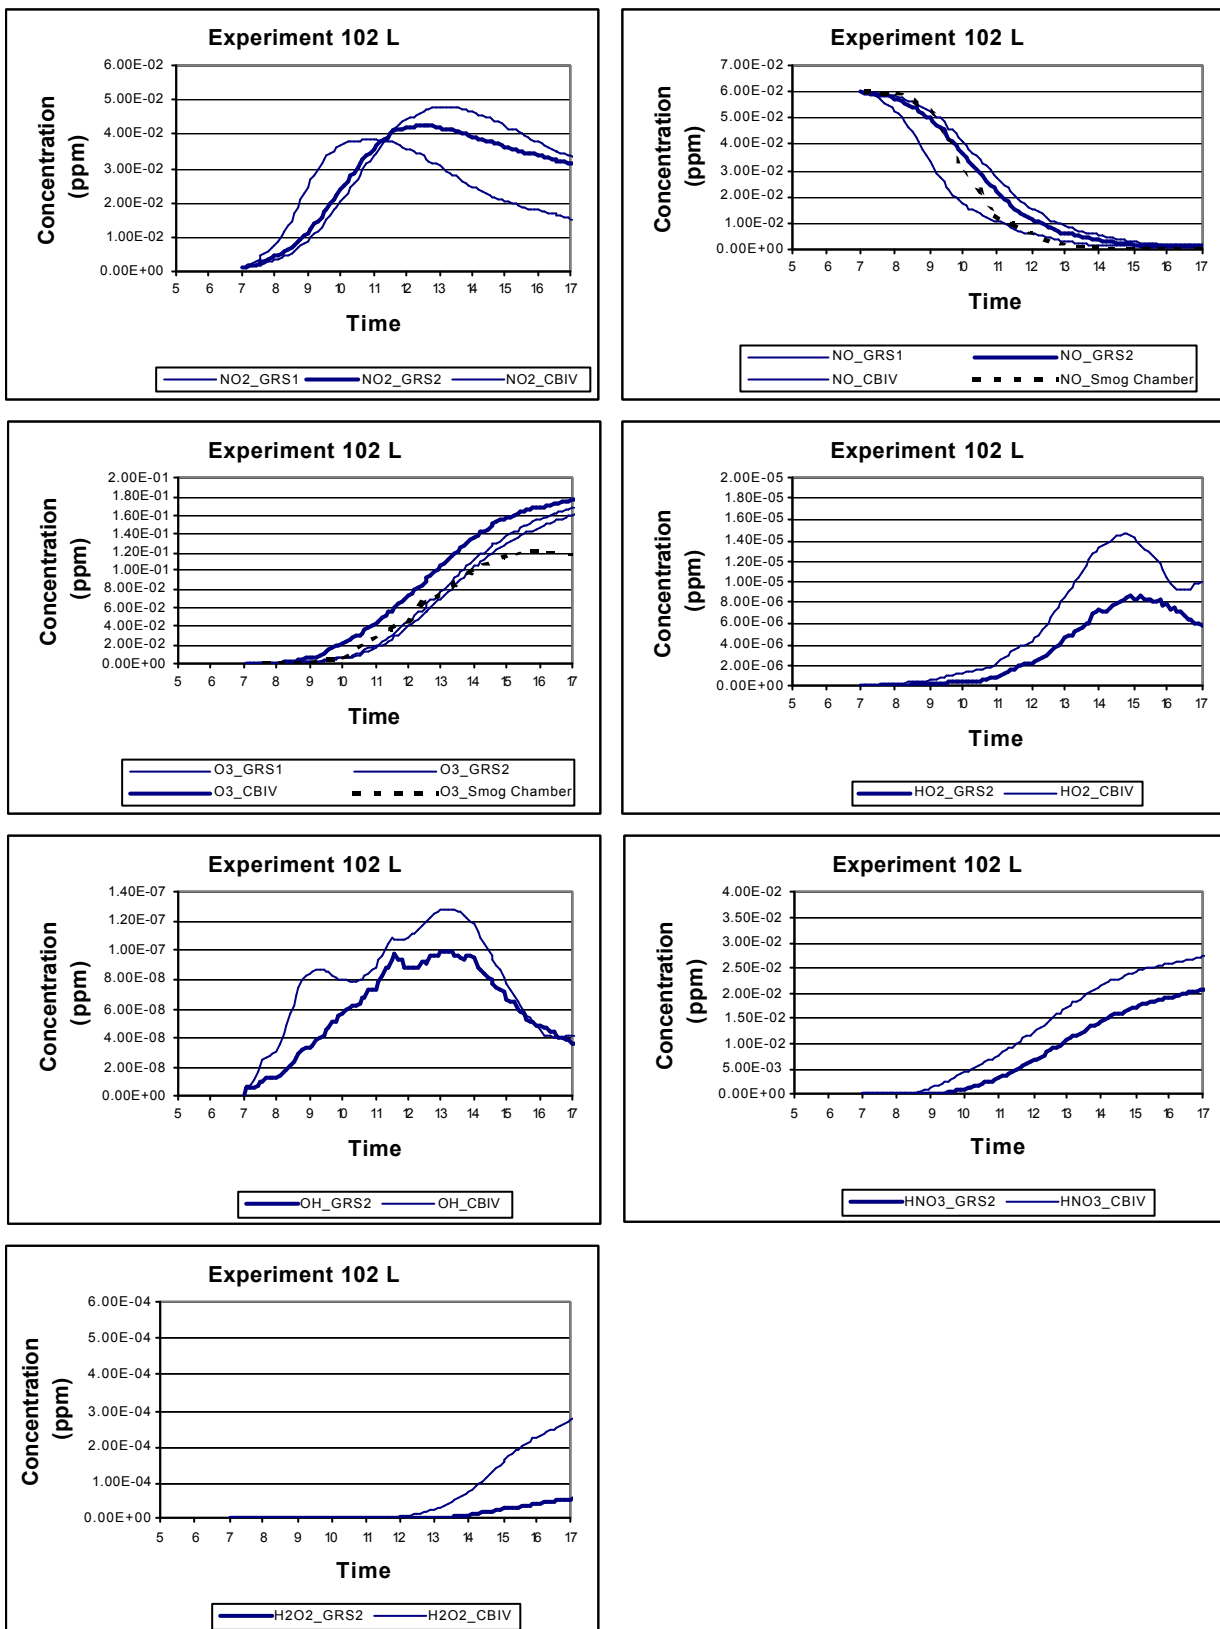 Experiment 102 L
6.00E-02
5.00E-02
4.00E-02
3.00E-02
2.00E-02
1.00E-02
0.00E+00
Concentration
(ppm)
5 6 7 8 9 10 11 12 13 14 15 16 17
Time
NO2_GRS1 NO2_GRS2 NO2_CBIV
Experiment 102 L
7.00E-02
6.00E-02
5.00E-02
4.00E-02
3.00E-02
2.00E-02
1.00E-02
0.00E+00
Concentration
(ppm)
5 6 7 8 9 10 11 12 13 14 15 16 17
Time
NO_GRS1 NO_GRS2
NO_CBIV NO_Smog Chamber
Experiment 102 L
2.00E-01
1.80E-01
1.60E-01
1.40E-01
1.20E-01
1.00E-01
8.00E-02
6.00E-02
4.00E-02
2.00E-02
0.00E+00
Concentration
(ppm)
5 6 7 8 9 10 11 12 13 14 15 16 17
Time
O3_GRS1 O3_GRS2
O3_CBIV O3_Smog Chamber
Experiment 102 L
2.00E-05
1.80E-05
1.60E-05
1.40E-05
1.20E-05
1.00E-05
8.00E-06
6.00E-06
4.00E-06
2.00E-06
0.00E+00
Concentration
(ppm)
5 6 7 8 9 10 11 12 13 14 15 16 17
Time
HO2_GRS2 HO2_CBIV
Experiment 102 L
1.40E-07
1.20E-07
1.00E-07
8.00E-08
6.00E-08
4.00E-08
2.00E-08
0.00E+00
Concentration
(ppm)
5 6 7 8 9 10 11 12 13 14 15 16 17
Time
OH_GRS2 OH_CBIV
Experiment 102 L
4.00E-02
3.50E-02
3.00E-02
2.50E-02
2.00E-02
1.50E-02
1.00E-02
5.00E-03
0.00E+00
Concentration
(ppm)
5 6 7 8 9 10 11 12 13 14 15 16 17
Time
HNO3_GRS2 HNO3_CBIV
Experiment 102 L
6.00E-04
5.00E-04
4.00E-04
3.00E-04
2.00E-04
1.00E-04
0.00E+00
Concentration
(ppm)
5 6 7 8 9 10 11 12 13 14 15 16 17
Time
H2O2_GRS2 H2O2_CBIV